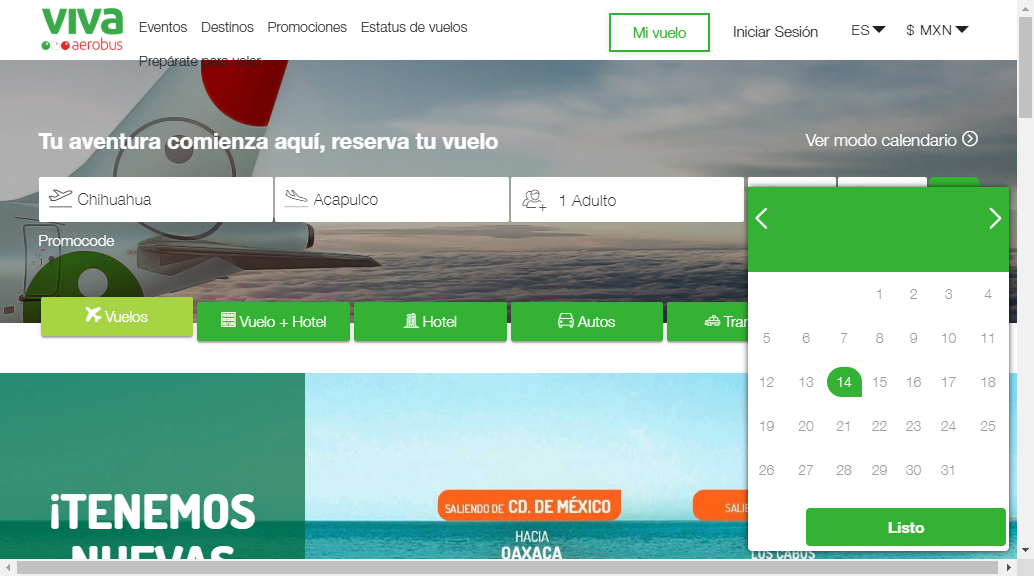 VIVA
aerobus
Eventos Destinos Promociones Estatus de vuelos
Prepárate para volar
Mi vuelo
Iniciar Sesión
ES
$ MXN
Tu aventura comienza aquí, reserva tu vuelo
Ver modo calendario
Chihuahua
Acapulco
1 Adulto
Promocode
Vuelos
Vuelo + Hotel
Hotel
Autos
Tran
1 2 3 4
5 6 7 8 9 10 11
12 13 14 15 16 17 18
19 20 21 22 23 24 25
26 27 28 29 30 31
Listo
¡TENEMOS
NUEVAS
SALIENDO DE CD. DE MÉXICO
HACIA
OAXACA
SALIE
LOS CABOS